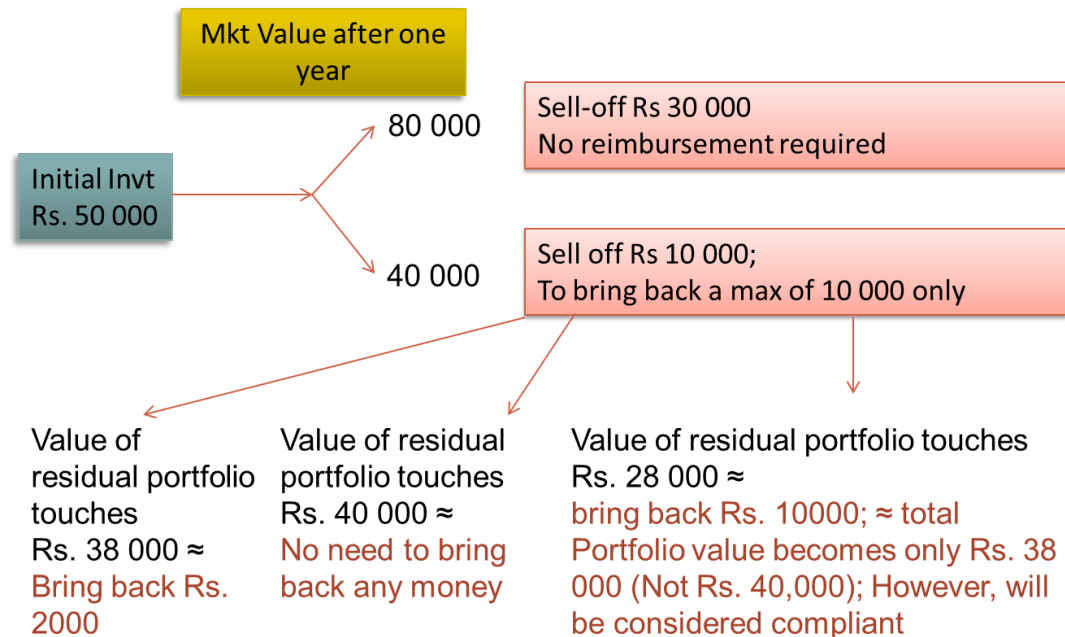 Mkt Value after one
year
80 000
Sell-off Rs 30 000
No reimbursement required
Initial Invt
Rs. 50 000
40 000
Sell off Rs 10 000;
To bring back a max of 10 000 only
Value of
residual portfolio
touches
Rs. 38 000 ≈
Bring back Rs.
2000
Value of residual
portfolio touches
Rs. 40 000 ≈
No need to bring
back any money
Value of residual portfolio touches
Rs. 28 000 ≈
bring back Rs. 10000; ≈ total
Portfolio value becomes only Rs. 38
000 (Not Rs. 40,000); However, will
be considered compliant